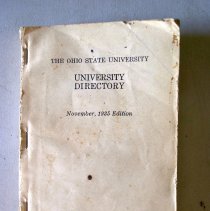 THE OHIO STATE UNIVERSITY
UNIVERSITY
DIRECTORY
November, 1935 Edition